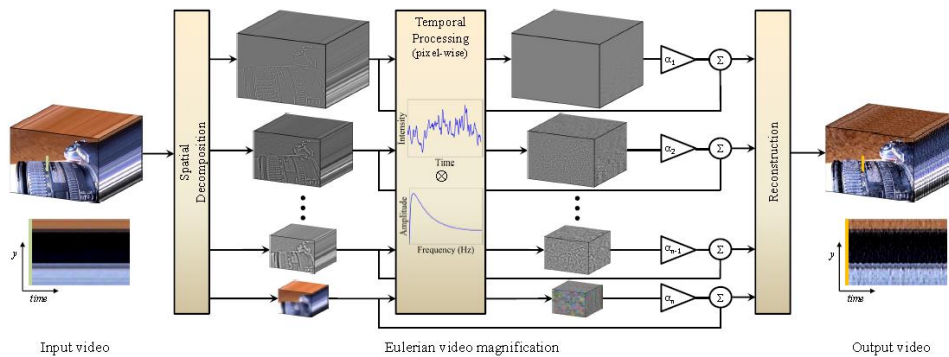 Temporal
Processing
(pixel-wise)
Spatial
Decomposition
Intensity
Time
⊗
Amplitude
Frequency (Hz)
α1
Σ
α2
Σ
αn-1
Σ
αn
Σ
Reconstruction
y
time
y
time
Input video
Eulerian video magnification
Output video